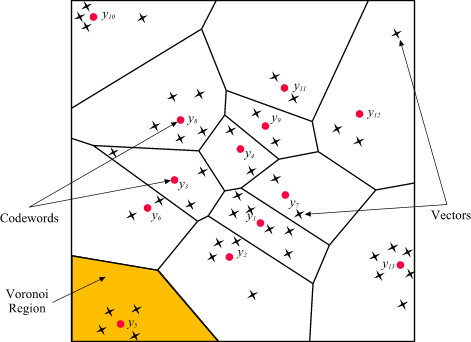 y10
y11
y12
y8
y9
y4
y3
y7
y6
y1
Codewords
Vectors
y2
y13
Voronoi
Region
y5